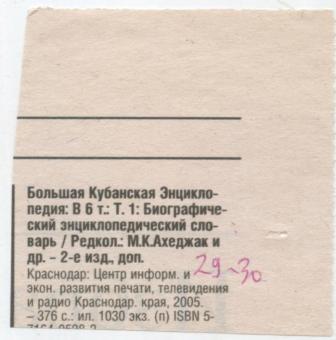 Большая Кубанская Энцикло-
педия: В 6 т.: Т. 1: Биографиче-
ский энциклопедический сло-
варь / Редкол.: М.К.Ахеджак и
др. - 2-е изд., доп.
29-30
Краснодар: Центр информ. и
экон. развития печати, телевидения
и радио Краснодар. края, 2005.
- 376 с.: ил. 1030 экз. (п) ISBN 5-